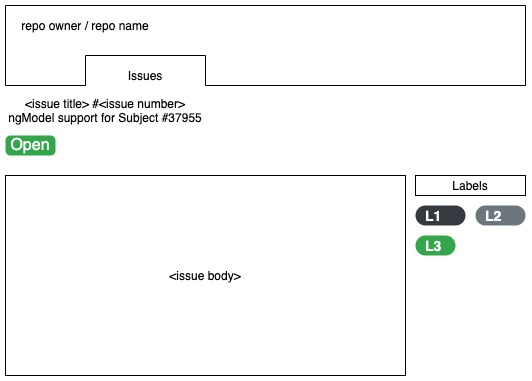 repo owner / repo name
Issues
<issue title> #<issue number>
ngModel support for Subject #37955
Open
Labels
L1 L2
L3
<issue body>